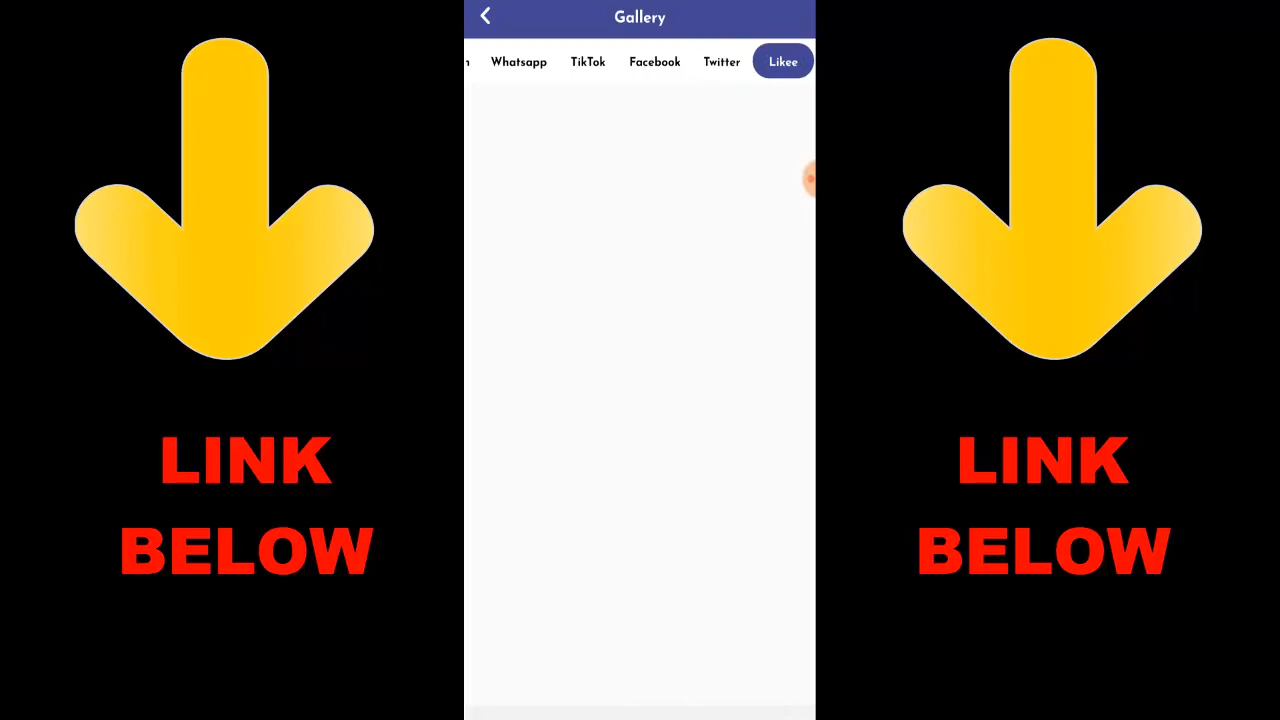 Gallery
Whatsapp TikTok Facebook Twitter Likee
LINK
BELOW
LINK
BELOW